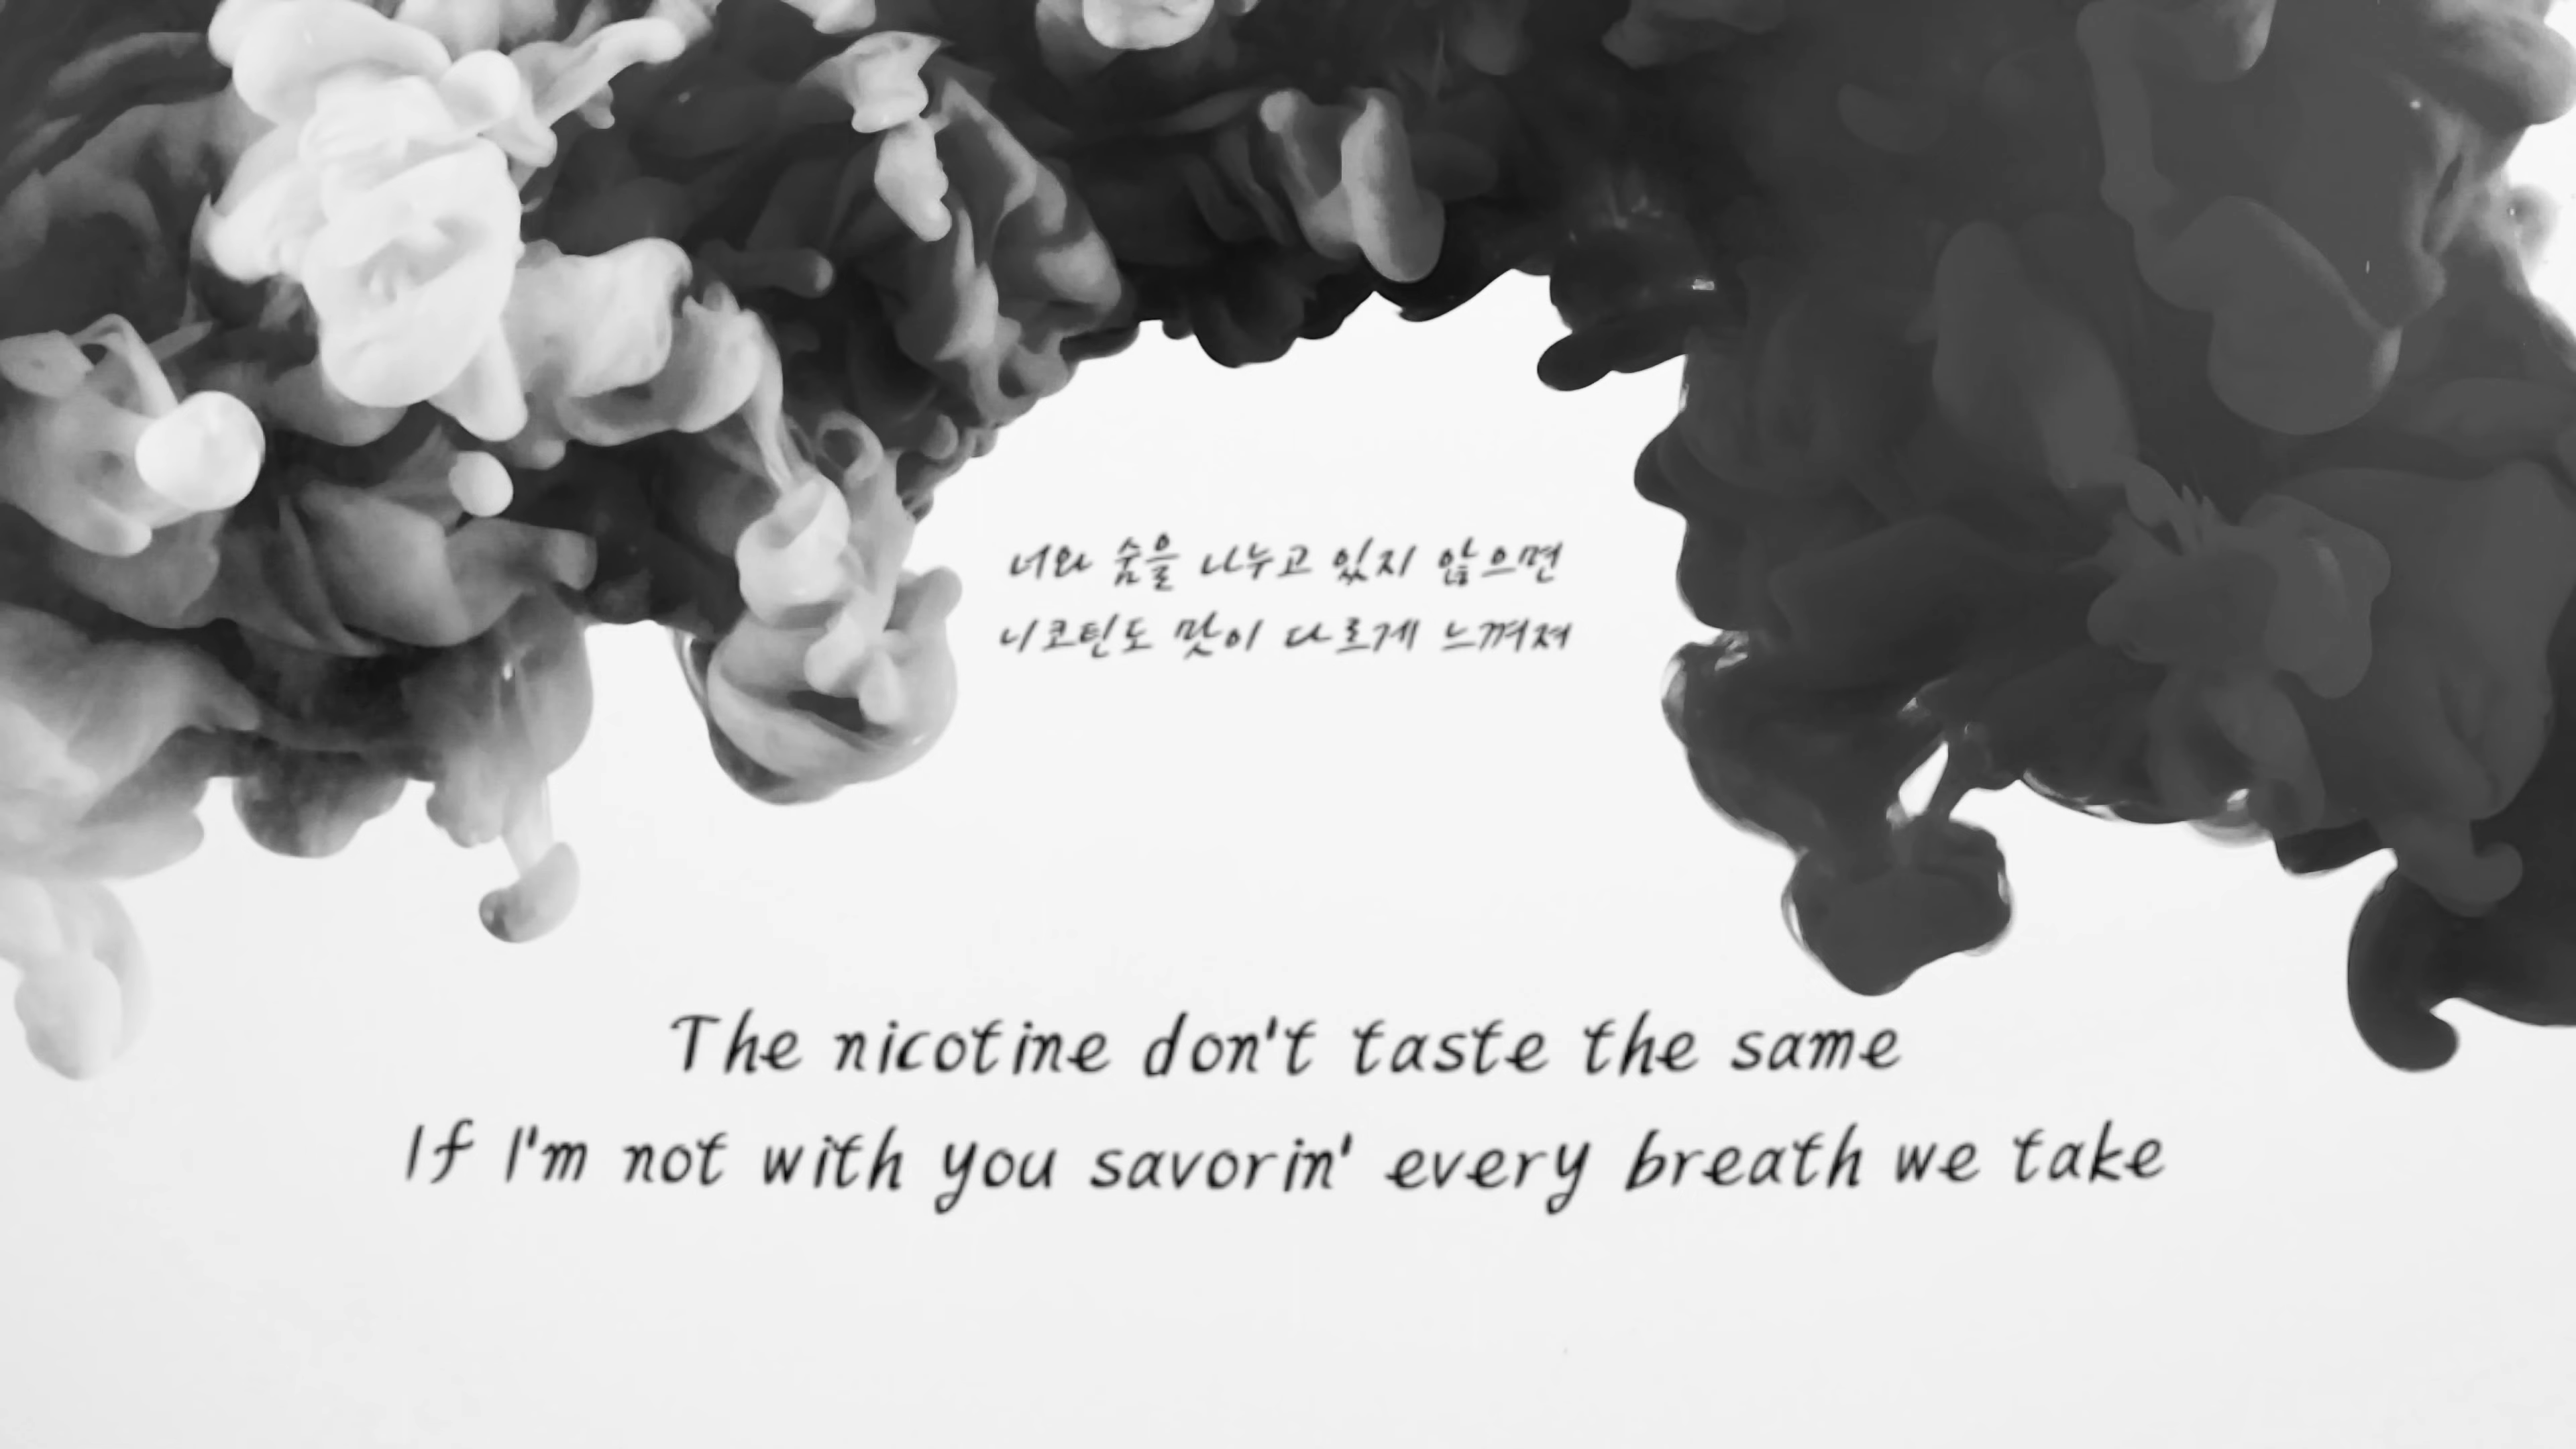 너와 숨을 나누고 있지 않으면
니코틴도 맛이 다르게 느껴져
The nicotine don't taste the same
If I'm not with you savorin' every breath we take